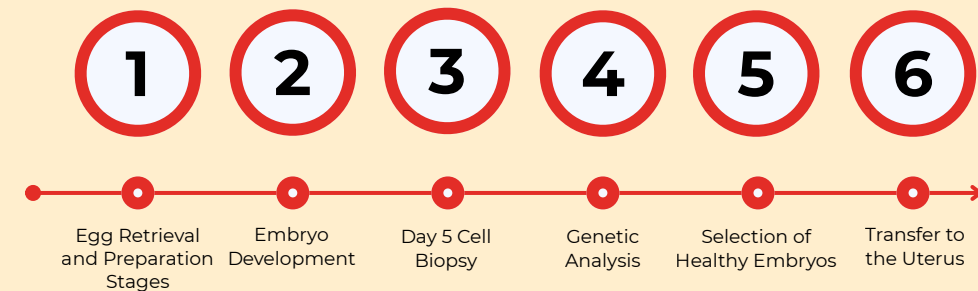 1 2 3 4 5 6
Egg Retrieval
and Preparation
Stages
Embryo
Development
Day 5 Cell
Biopsy
Genetic
Analysis
Selection of
Healthy Embryos
Transfer to
the Uterus